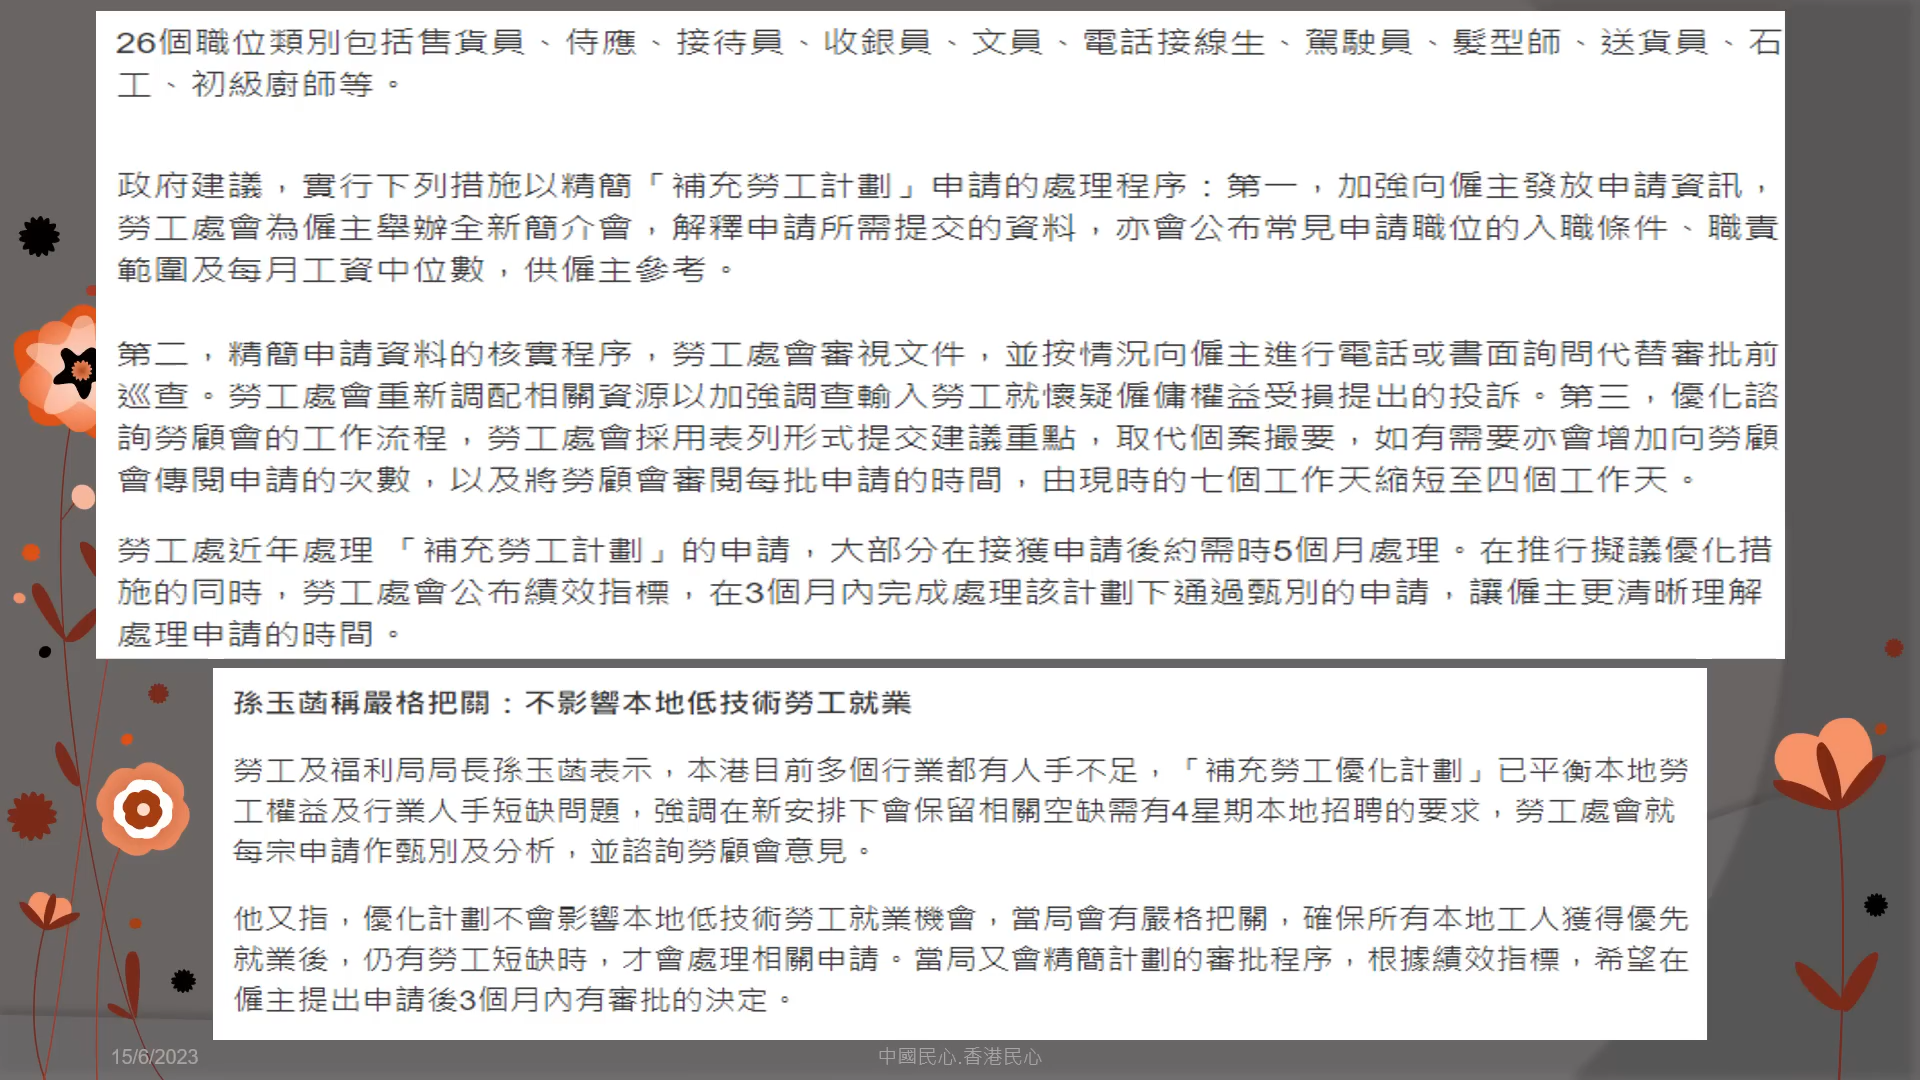 26個職位類別包括售貨員、侍應、接待員、收銀員、文員、電話接線生、駕駛員、髮型師、送貨員、石
工、初級廚師等。
政府建議，實行下列措施以精簡「補充勞工計劃」申請的處理程序：第一，加強向僱主發放申請資訊，
勞工處會為僱主舉辦全新簡介會，解釋申請所需提交的資料，亦會公布常見申請職位的入職條件、職責
範圍及每月工資中位數，供僱主參考。
第二，精簡申請資料的核實程序，勞工處會審視文件，並按情況向僱主進行電話或書面詢問代替審批前
巡查。勞工處會重新調配相關資源以加強調查輸入勞工就懷疑僱傭權益受損提出的投訴。第三，優化諮
詢勞顧會的工作流程，勞工處會採用表列形式提交建議重點，取代個案撮要，如有需要亦會增加向勞顧
會傳閱申請的次數，以及將勞顧會審閱每批申請的時間，由現時的七個工作天縮短至四個工作天。
勞工處近年處理「補充勞工計劃」的申請，大部分在接獲申請後約需時5個月處理。在推行擬議優化措
施的同時，勞工處會公布績效指標，在3個月內完成處理該計劃下通過甄別的申請，讓僱主更清晰理解
處理申請的時間。
孫玉菡稱嚴格把關：不影響本地低技術勞工就業
勞工及福利局局長孫玉菡表示，本港目前多個行業都有人手不足，「補充勞工優化計劃」已平衡本地勞
工權益及行業人手短缺問題，強調在新安排下會保留相關空缺需有4星期本地招聘的要求，勞工處會就
每宗申請作甄別及分析，並諮詢勞顧會意見。
他又指，優化計劃不會影響本地低技術勞工就業機會，當局會有嚴格把關，確保所有本地工人獲得優先
就業後，仍有勞工短缺時，才會處理相關申請。當局又會精簡計劃的審批程序，根據績效指標，希望在
僱主提出申請後3個月內有審批的決定。
15/6/2023
中國民心.香港民心